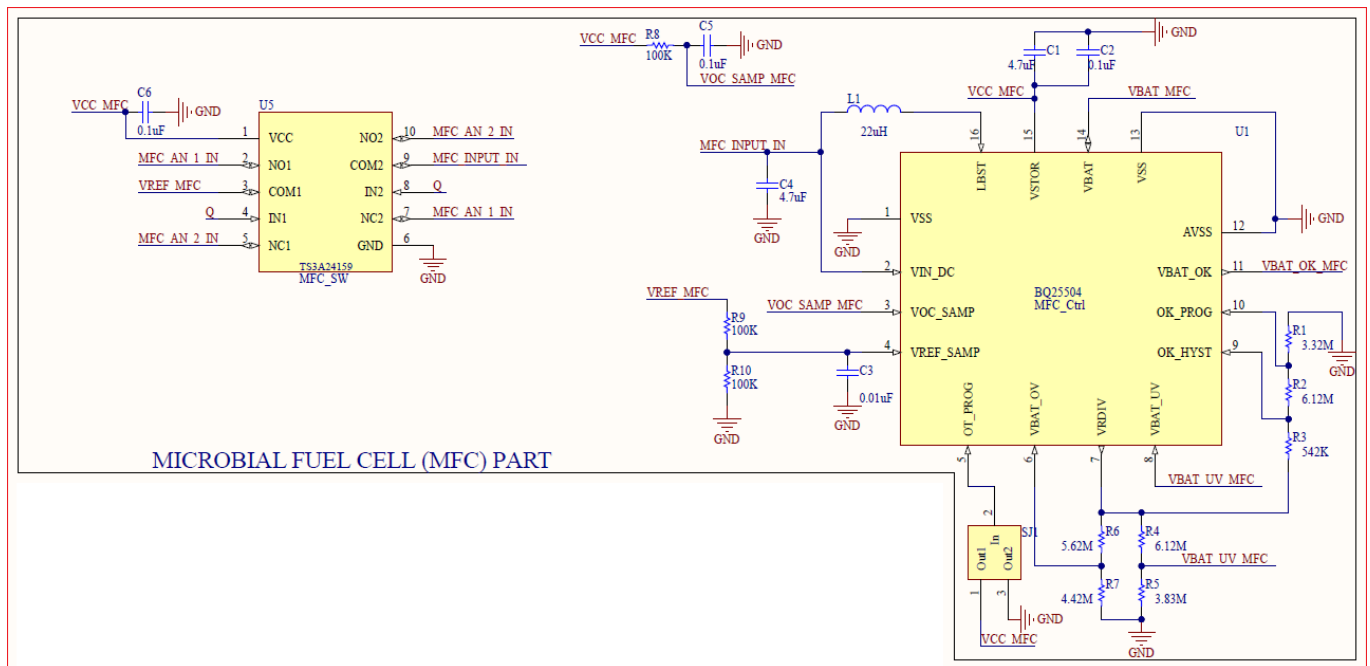 VCC_MFC
R8
100K
C5
0.1uF
GND
VOC_SAMP_MFC
C1
4.7uF
C2
0.1uF
GND
VCC_MFC
VBAT_MFC
VCC_MFC
C6
0.1uF
GND
U5
1
VCC
NO2
10
MFC_AN_2_IN
MFC_AN_1_IN
2
NO1
COM2
9
MFC_INPUT_IN
VREF_MFC
3
COM1
IN2
8
Q
Q
4
IN1
NC2
7
MFC_AN_1_IN
MFC_AN_2_IN
5
NC1
GND
6
GND
TS3A24159
MFC_SW
L1
22uH
MFC_INPUT_IN
C4
4.7uF
GND
16
15
14
13
U1
LBST
VSTOR
VBAT
VSS
1
VSS
GND
AVSS
12
GND
2
VIN_DC
VBAT_OK
11
VBAT_OK_MFC
VOC_SAMP_MFC
3
VOC_SAMP
BQ25504
MFC_Ctrl
OK_PROG
10
VREF_MFC
R9
100K
4
VREF_SAMP
OK_HYST
9
R1
3.32M
GND
R10
100K
C3
0.01uF
GND
GND
R2
6.12M
R3
542K
OT_PROG
VBAT_OV
VRDIV
VBAT_UV
5
6
7
8
VBAT_UV_MFC
MICROBIAL FUEL CELL (MFC) PART
2
SJ1
In
Out1
Out2
1
3
GND
VCC_MFC
R6
5.62M
R4
6.12M
VBAT_UV_MFC
R7
4.42M
R5
3.83M
GND